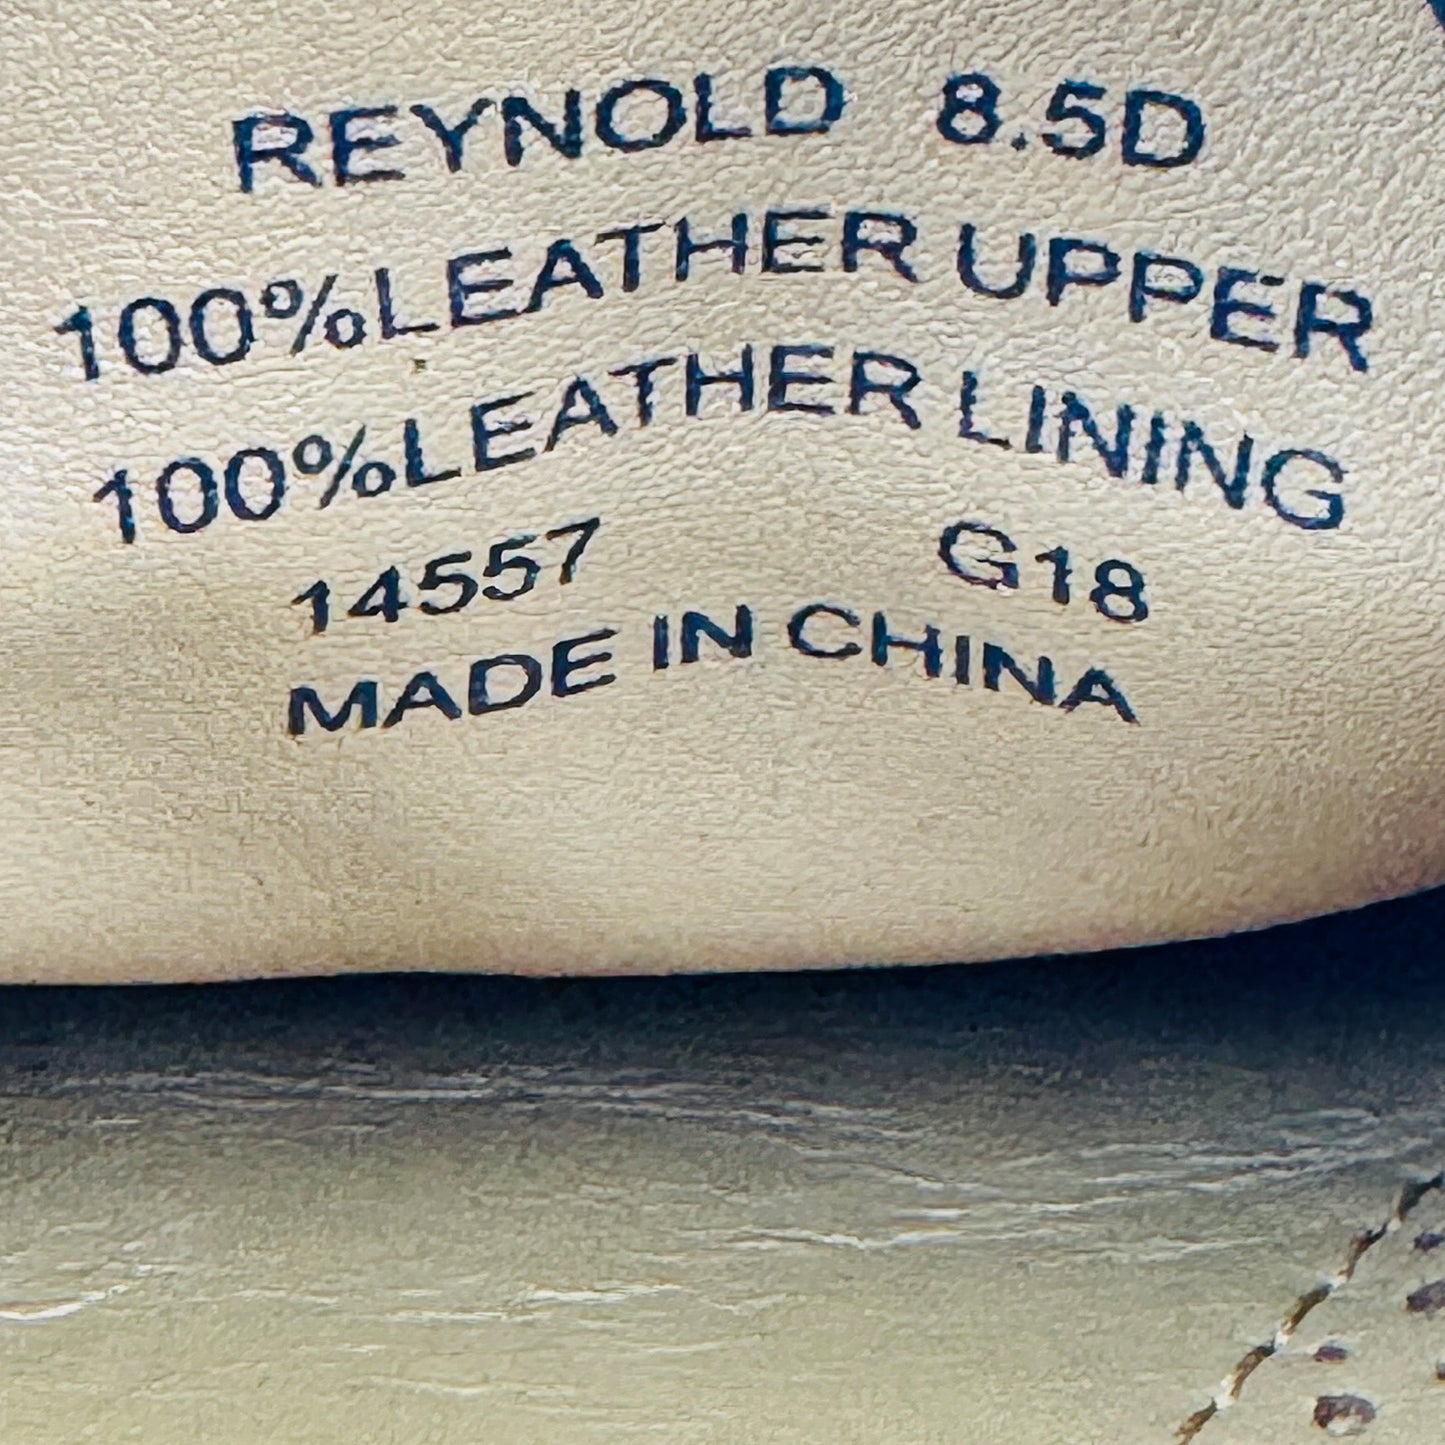 REYNOLD 8.5D
100%LEATHER UPPER
100%LEATHER LINING
14557 G18
MADE IN CHINA